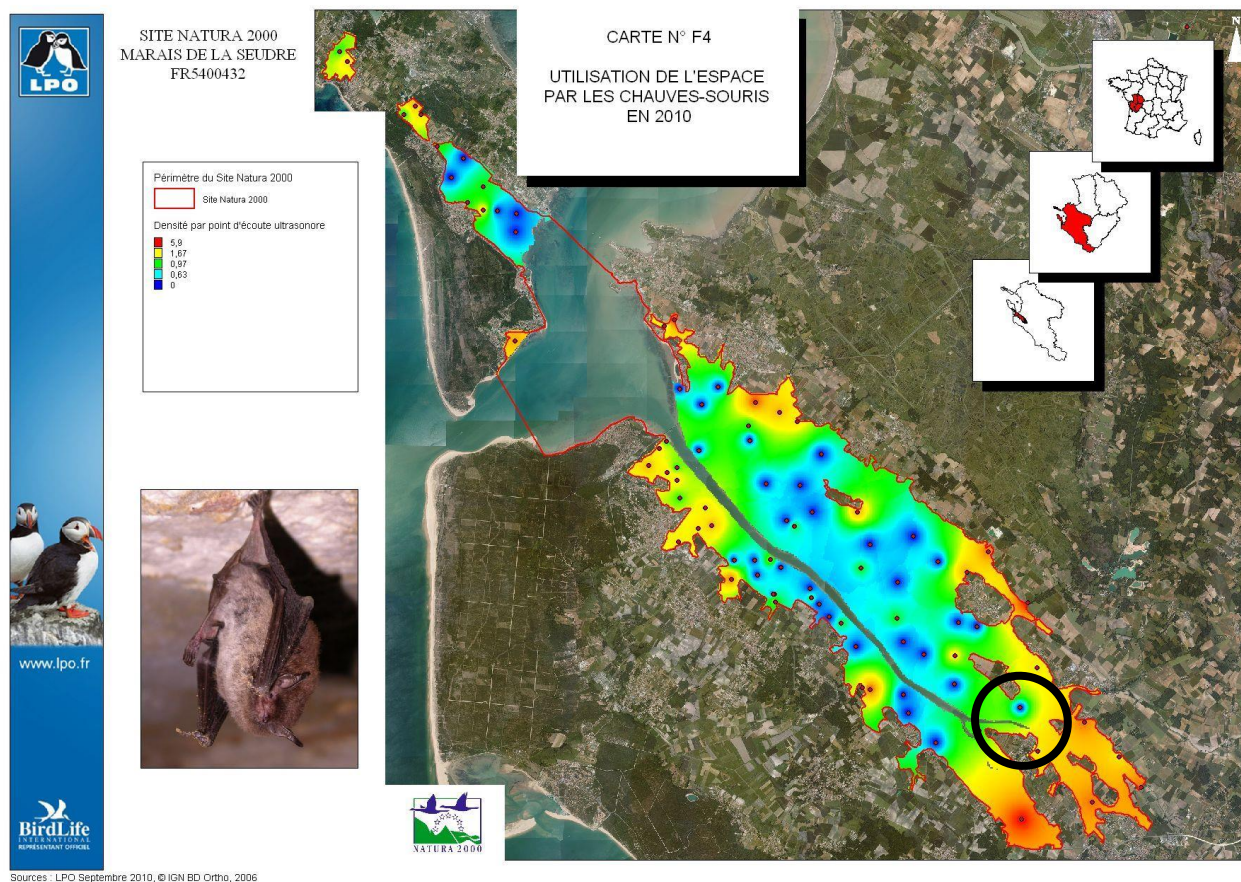 LPO
SITE NATURA 2000
MARAIS DE LA SEUDRE
FR5400432
CARTE N° F4
UTILISATION DE L'ESPACE
PAR LES CHAUVES-SOURIS
EN 2010
N
Périmètre du Site Natura 2000
Site Natura 2000
Densité par point d'écoute ultrasonore
5,9
1,67
0,97
0,63
0
www.lpo.fr
BirdLife
INTERNATIONAL
REPRÉSENTANT OFFICIEL
NATURA 2000
Sources : LPO Septembre 2010, © IGN BD Ortho, 2006